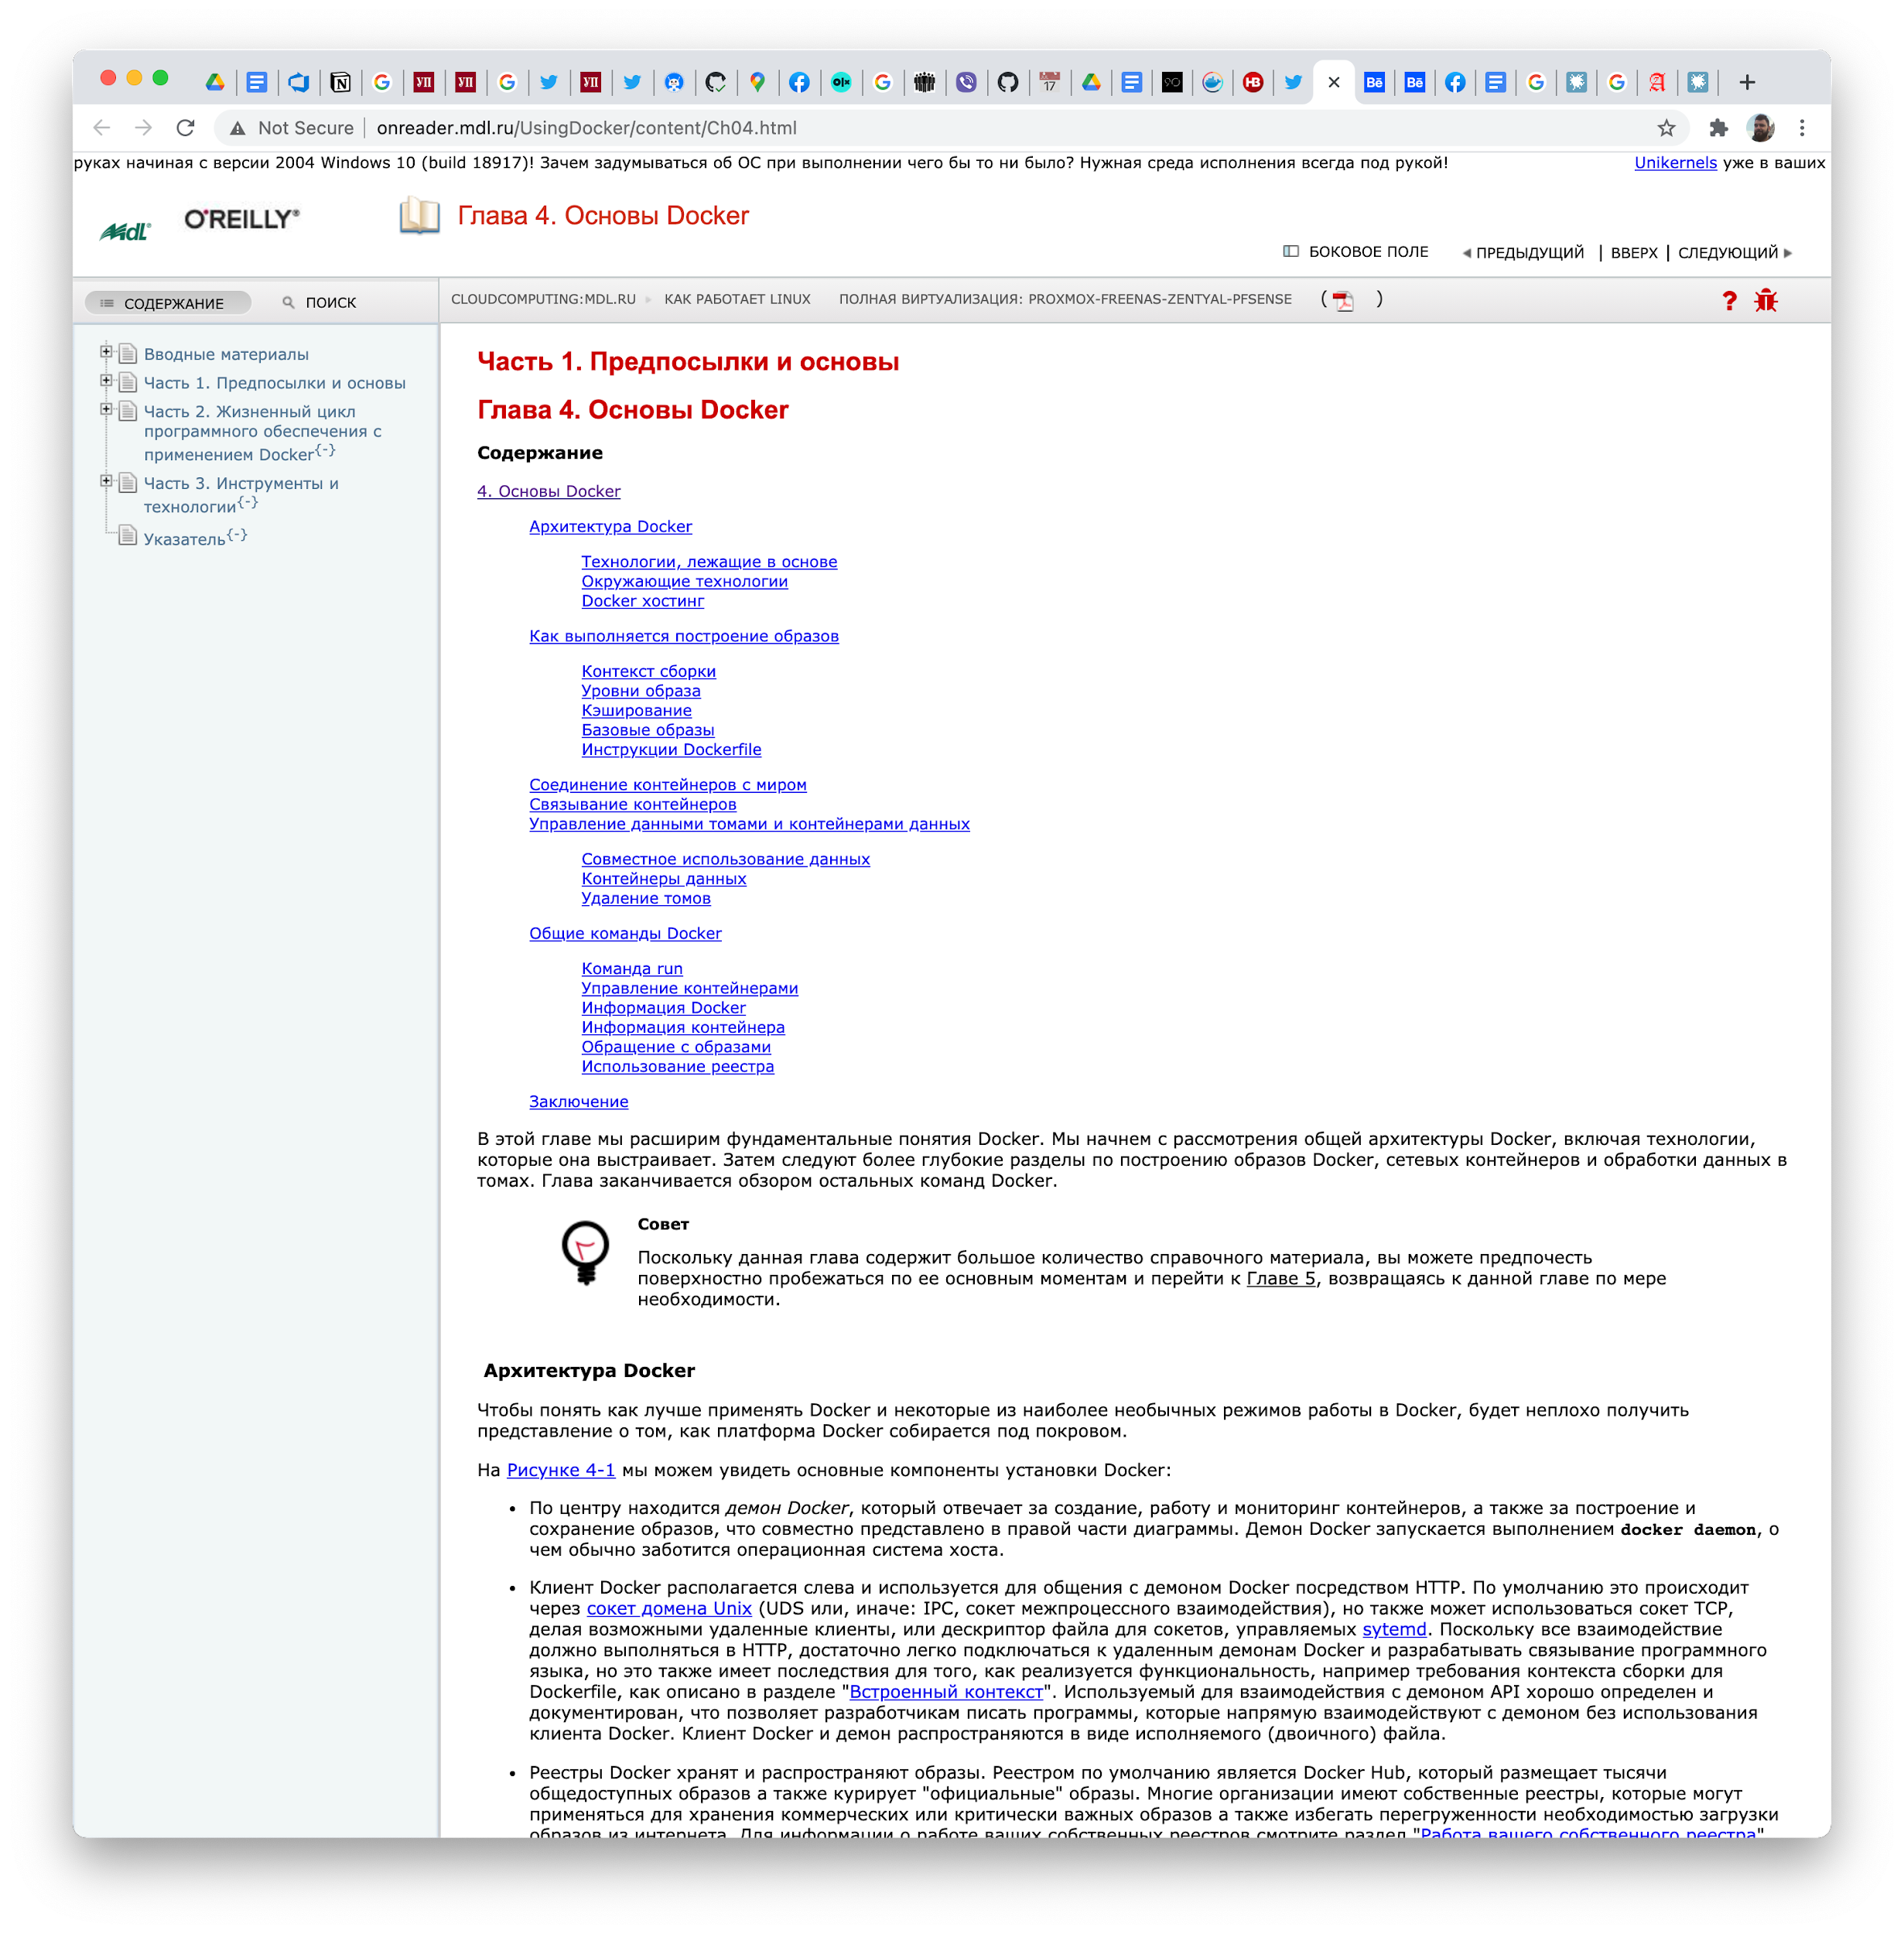 Not Secure
onreader.mdl.ru/UsingDocker/content/Ch04.html
руках начиная с версии 2004 Windows 10 (build 18917)! Зачем задумываться об ОС при выполнении чего бы то ни было? Нужная среда исполнения всегда под рукой! Unikernels уже в ваших
Mdl
O'REILLY®
Глава 4. Основы Docker
БОКОВОЕ ПОЛЕ ПРЕДЫДУЩИЙ | ВВЕРХ | СЛЕДУЮЩИЙ
СОДЕРЖАНИЕ ПОИСК
CLOUDCOMPUTING:MDL.RU КАК РАБОТАЕТ LINUX ПОЛНАЯ ВИРТУАЛИЗАЦИЯ: PROXMOX-FREENAS-ZENTYAL-PFSENSE ( )
?
Вводные материалы
Часть 1. Предпосылки и основы
Часть 2. Жизненный цикл
программного обеспечения с
применением Docker{-}
Часть 3. Инструменты и
технологии{-}
Указатель{-}
Часть 1. Предпосылки и основы
Глава 4. Основы Docker
Содержание
4. Основы Docker
Архитектура Docker
Технологии, лежащие в основе
Окружающие технологии
Docker хостинг
Как выполняется построение образов
Контекст сборки
Уровни образа
Кэширование
Базовые образы
Инструкции Dockerfile
Соединение контейнеров с миром
Связывание контейнеров
Управление данными томами и контейнерами данных
Совместное использование данных
Контейнеры данных
Удаление томов
Общие команды Docker
Команда run
Управление контейнерами
Информация Docker
Информация контейнера
Обращение с образами
Использование реестра
Заключение
В этой главе мы расширим фундаментальные понятия Docker. Мы начнем с рассмотрения общей архитектуры Docker, включая технологии,
которые она выстраивает. Затем следуют более глубокие разделы по построению образов Docker, сетевых контейнеров и обработки данных в
томах. Глава заканчивается обзором остальных команд Docker.
Совет
Поскольку данная глава содержит большое количество справочного материала, вы можете предпочесть
поверхностно пробежаться по ее основным моментам и перейти к Главе 5, возвращаясь к данной главе по мере
необходимости.
Архитектура Docker
Чтобы понять как лучше применять Docker и некоторые из наиболее необычных режимов работы в Docker, будет неплохо получить
представление о том, как платформа Docker собирается под покровом.
На Рисунке 4-1 мы можем увидеть основные компоненты установки Docker:
• По центру находится демон Docker, который отвечает за создание, работу и мониторинг контейнеров, а также за построение и
сохранение образов, что совместно представлено в правой части диаграммы. Демон Docker запускается выполнением docker daemon, о
чем обычно заботится операционная система хоста.
• Клиент Docker располагается слева и используется для общения с демоном Docker посредством HTTP. По умолчанию это происходит
через сокет домена Unix (UDS или, иначе: IPC, сокет межпроцессного взаимодействия), но также может использоваться сокет TCP,
делая возможными удаленные клиенты, или дескриптор файла для сокетов, управляемых sytemd. Поскольку все взаимодействие
должно выполняться в HTTP, достаточно легко подключаться к удаленным демонам Docker и разрабатывать связывание программного
языка, но это также имеет последствия для того, как реализуется функциональность, например требования контекста сборки для
Dockerfile, как описано в разделе "Встроенный контекст". Используемый для взаимодействия с демоном API хорошо определен и
документирован, что позволяет разработчикам писать программы, которые напрямую взаимодействуют с демоном без использования
клиента Docker. Клиент Docker и демон распространяются в виде исполняемого (двоичного) файла.
• Реестры Docker хранят и распространяют образы. Реестром по умолчанию является Docker Hub, который размещает тысячи
общедоступных образов а также курирует "официальные" образы. Многие организации имеют собственные реестры, которые могут
применяться для хранения коммерческих или критически важных образов а также избегать перегруженности необходимостью загрузки
образов из интернета. Для информации о работе ваших собственных реестров смотрите раздел "Работа вашего собственного реестра"